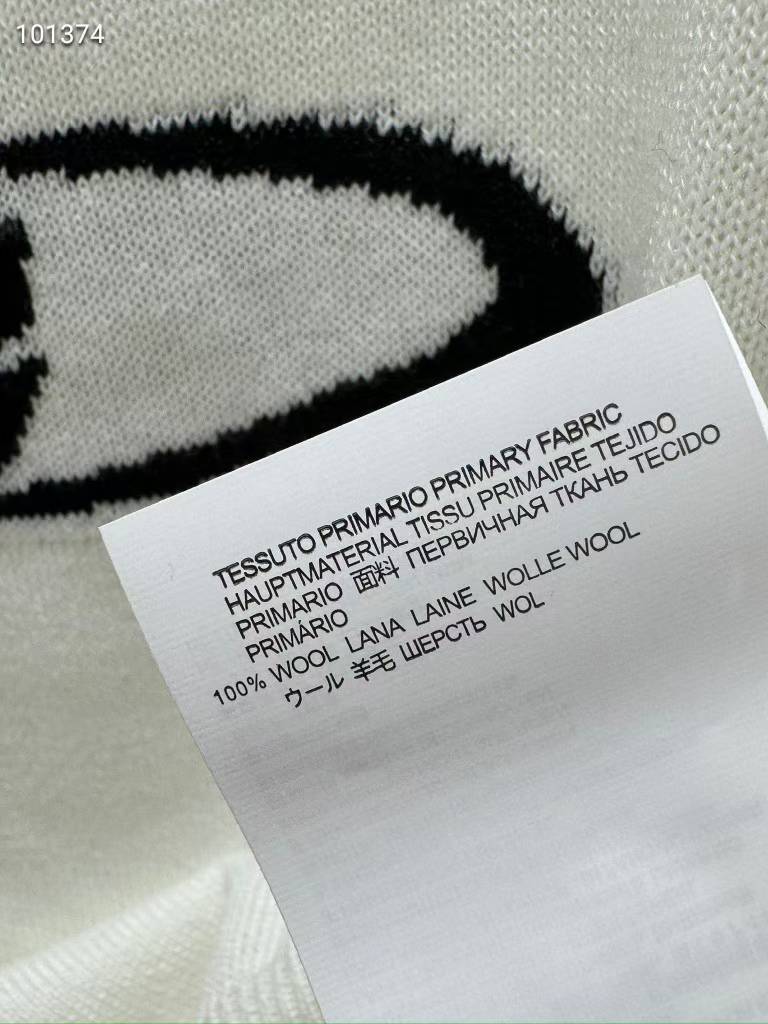 101374
TESSUTO PRIMARIO PRIMARY FABRIC
HAUPTMATERIAL TISSU PRIMAIRE TEJIDO
PRIMARIO 面料 ПЕРВИЧНАЯ ТКАНЬ TECIDO
PRIMÁRIO
100% WOOL LANA LAINE WOLLE WOOL
ウール 羊毛 ШЕРСТЬ WOL